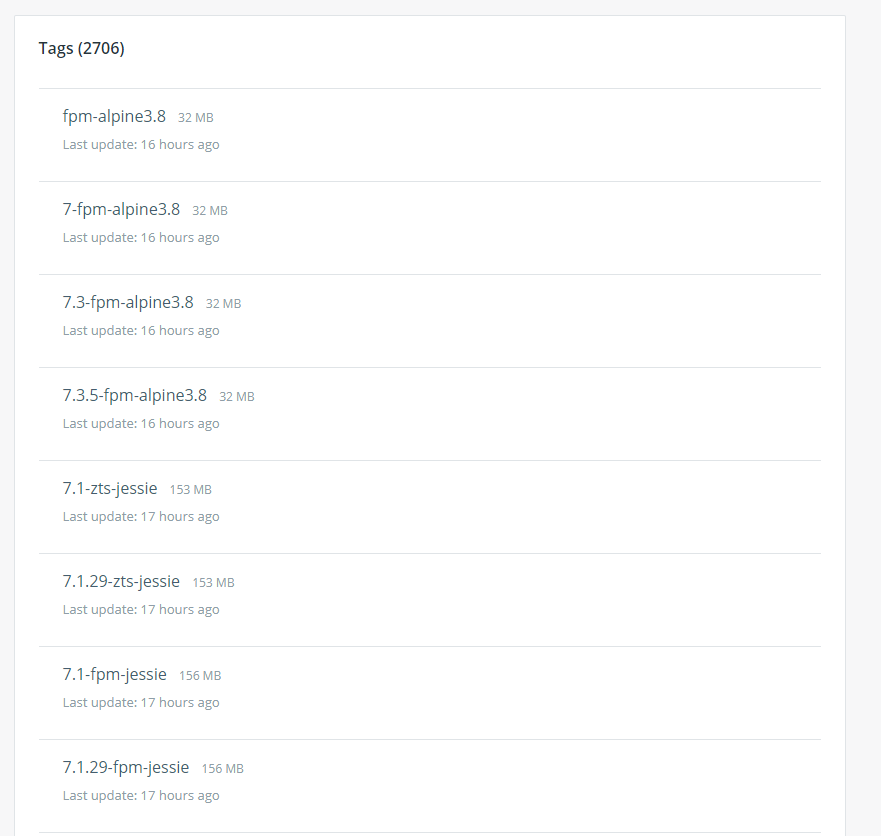 Tags (2706)
fpm-alpine3.8 32 MB
Last update: 16 hours ago
7-fpm-alpine3.8 32 MB
Last update: 16 hours ago
7.3-fpm-alpine3.8 32 MB
Last update: 16 hours ago
7.3.5-fpm-alpine3.8 32 MB
Last update: 16 hours ago
7.1-zts-jessie 153 MB
Last update: 17 hours ago
7.1.29-zts-jessie 153 MB
Last update: 17 hours ago
7.1-fpm-jessie 156 MB
Last update: 17 hours ago
7.1.29-fpm-jessie 156 MB
Last update: 17 hours ago